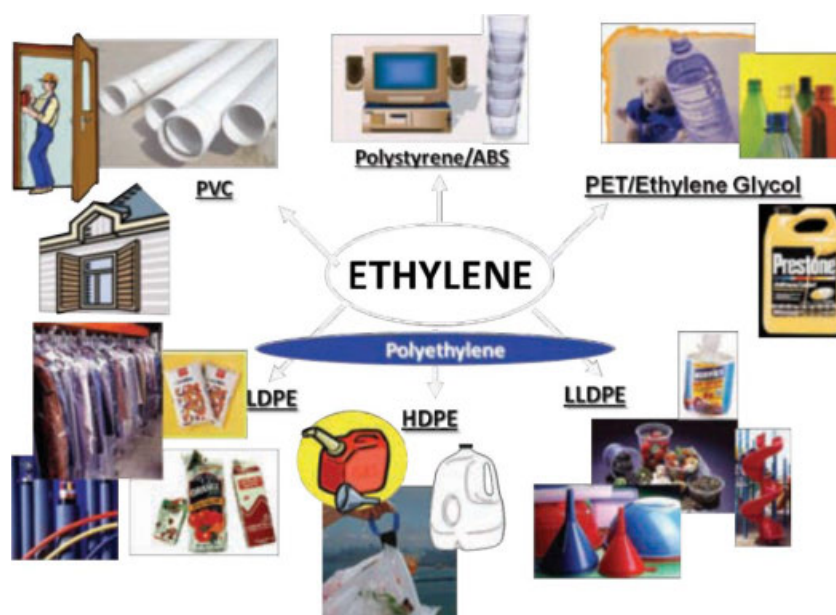 Polystyrene/ABS
PVC
PET/Ethylene Glycol
ETHYLENE
Prestone
Polyethylene
LDPE
HDPE
LLDPE